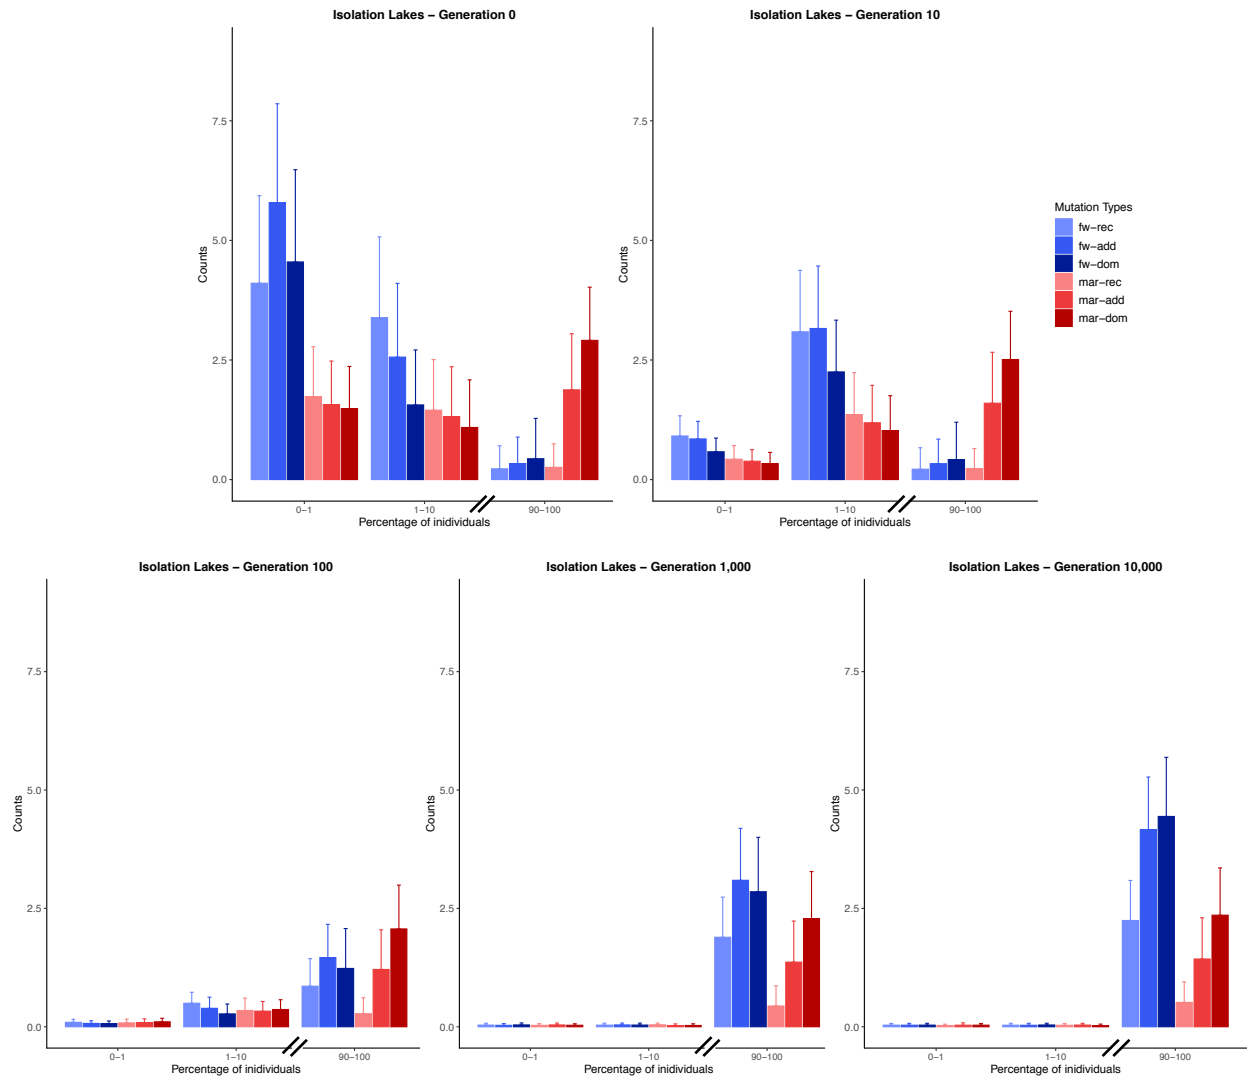 Isolation Lakes – Generation 0
Isolation Lakes – Generation 10
7.5
5.0
2.5
0.0
Counts
0–1
1–10
90–100
Percentage of inidividuals
7.5
5.0
2.5
0.0
Counts
0–1
1–10
90–100
Percentage of inidividuals
Mutation Types
fw–rec
fw–add
fw–dom
mar–rec
mar–add
mar–dom
Isolation Lakes – Generation 100
Isolation Lakes – Generation 1,000
Isolation Lakes – Generation 10,000
7.5
5.0
2.5
0.0
Counts
0–1
1–10
90–100
Percentage of inidividuals
7.5
5.0
2.5
0.0
Counts
0–1
1–10
90–100
Percentage of inidividuals
7.5
5.0
2.5
0.0
Counts
0–1
1–10
90–100
Percentage of inidividuals